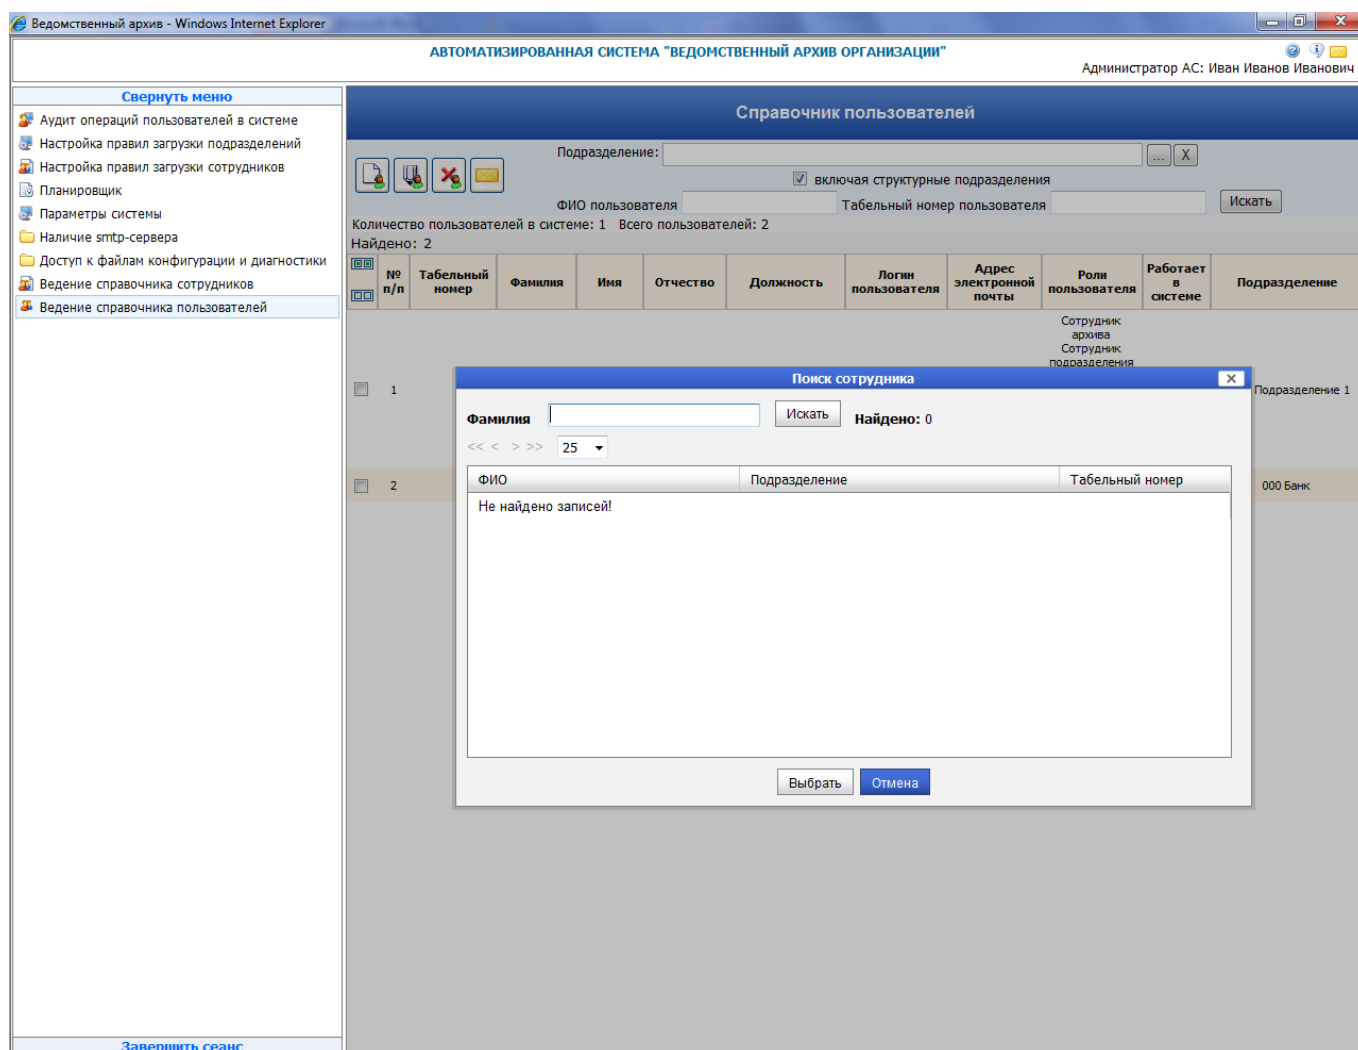 Ведомственный архив - Windows Internet Explorer
АВТОМАТИЗИРОВАННАЯ СИСТЕМА "ВЕДОМСТВЕННЫЙ АРХИВ ОРГАНИЗАЦИИ"
Администратор АС: Иван Иванов Иванович
Свернуть меню
Аудит операций пользователей в системе
Настройка правил загрузки подразделений
Настройка правил загрузки сотрудников
Планировщик
Параметры системы
Наличие smtp-сервера
Доступ к файлам конфигурации и диагностики
Ведение справочника сотрудников
Ведение справочника пользователей
Завершить сеанс
Справочник пользователей
Подразделение: ... X
включая структурные подразделения
ФИО пользователя Табельный номер пользователя Искать
Количество пользователей в системе: 1 Всего пользователей: 2
Найдено: 2
№ п/п Табельный номер Фамилия Имя Отчество Должность Логин пользователя Адрес электронной почты Роли пользователя Работает в системе Подразделение
Сотрудник
архива
Сотрудник
подразделения
1 Подразделение 1
2 000 Банк
Поиск сотрудника
Фамилия Искать Найдено: 0
<< < > >> 25
ФИО Подразделение Табельный номер
Не найдено записей!
Выбрать Отмена